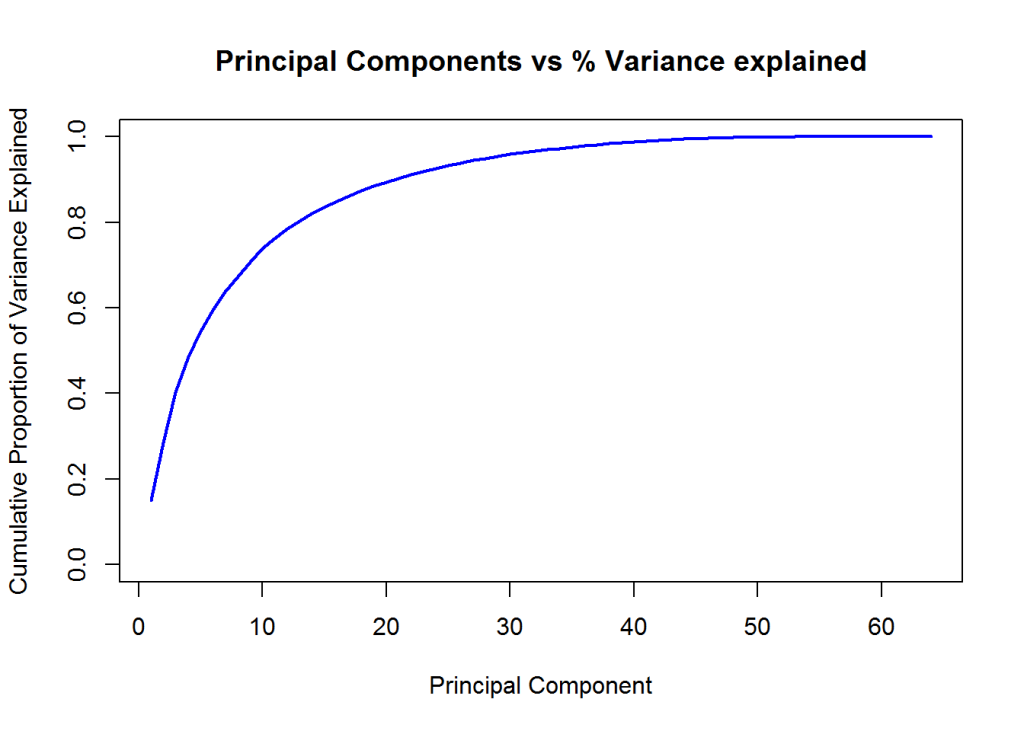 Principal Components vs % Variance explained
Cumulative Proportion of Variance Explained
1.0
0.8
0.6
0.4
0.2
0.0
0 10 20 30 40 50 60
Principal Component